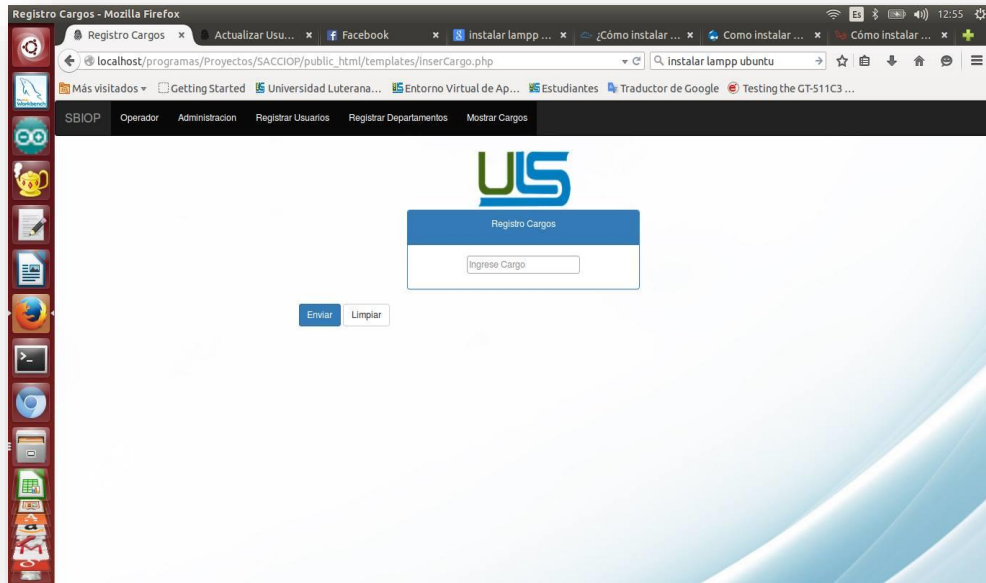 Registro Cargos - Mozilla Firefox
Es
12:55
Registro Cargos
Actualizar Usu...
Facebook
instalar lampp ...
¿Cómo instalar ...
Como instalar ...
Cómo instalar ...
localhost/programas/Proyectos/SACCIOP/public_html/templates/inserCargo.php
instalar lampp ubuntu
Más visitados
Getting Started
Universidad Luterana...
Entorno Virtual de Ap...
Estudiantes
Traductor de Google
Testing the GT-511C3 ...
SBIOP
Operador
Administracion
Registrar Usuarios
Registrar Departamentos
Mostrar Cargos
ULS
Registro Cargos
Ingrese Cargo
Enviar
Limpiar
Workbench